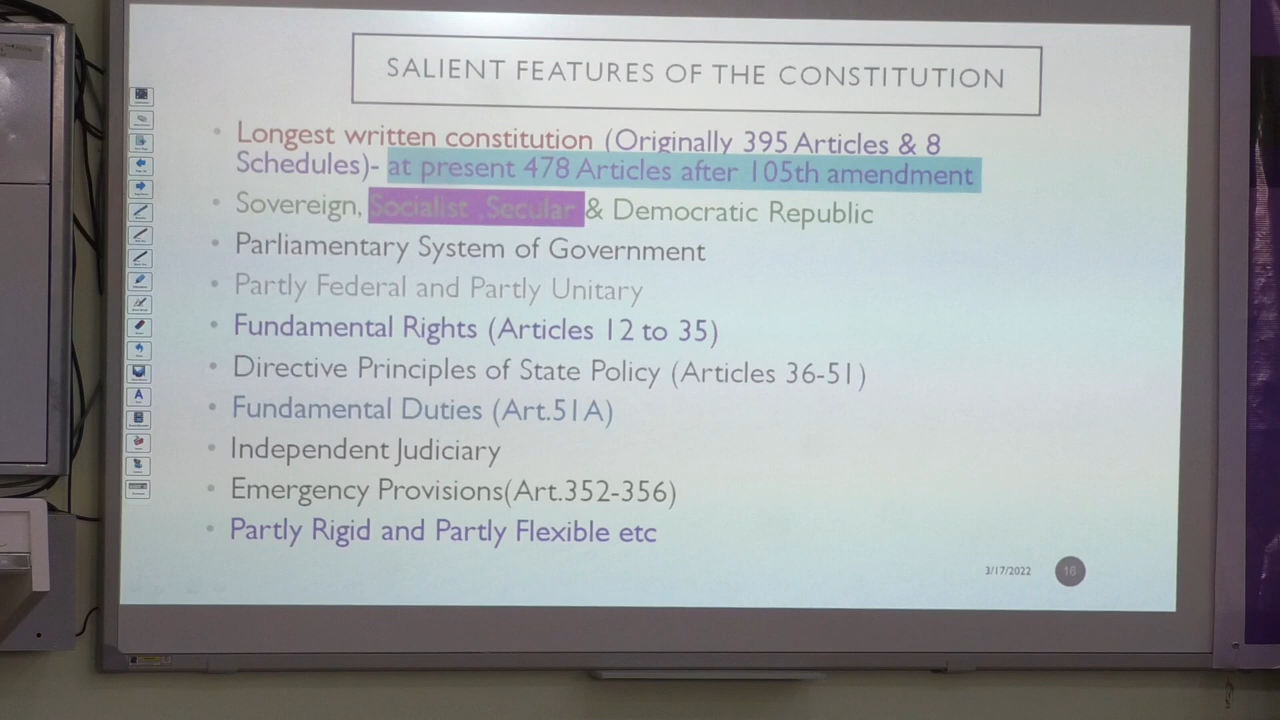 SALIENT FEATURES OF THE CONSTITUTION
• Longest written constitution (Originally 395 Articles & 8
Schedules)- at present 478 Articles after 105th amendment
• Sovereign, Socialist ,Secular & Democratic Republic
• Parliamentary System of Government
• Partly Federal and Partly Unitary
• Fundamental Rights (Articles 12 to 35)
• Directive Principles of State Policy (Articles 36-51)
• Fundamental Duties (Art.51A)
• Independent Judiciary
• Emergency Provisions(Art.352-356)
• Partly Rigid and Partly Flexible etc
3/17/2022
16